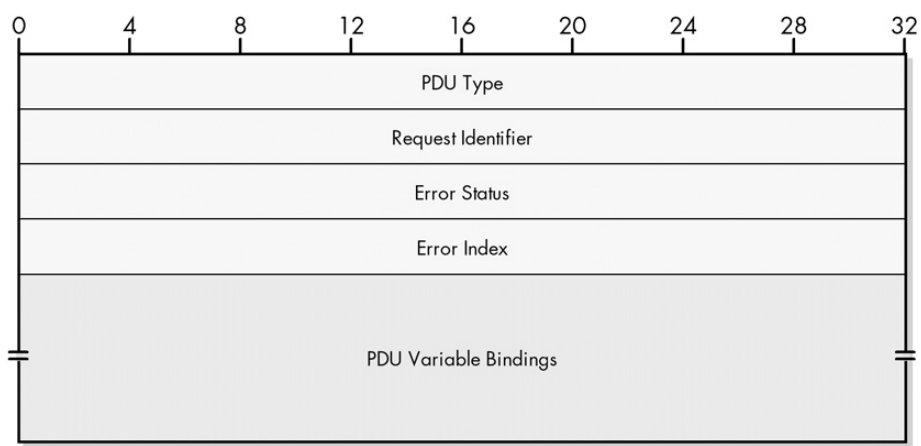 0 4 8 12 16 20 24 28 32
PDU Type
Request Identifier
Error Status
Error Index
PDU Variable Bindings